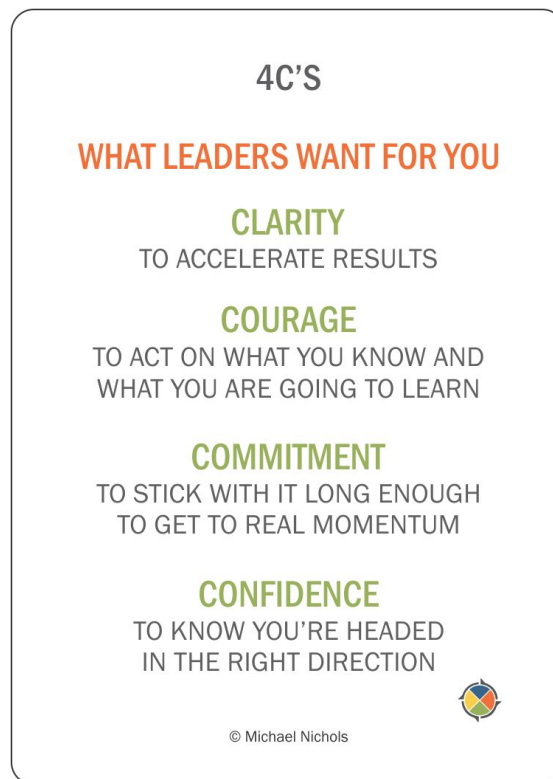 4C'S
WHAT LEADERS WANT FOR YOU
CLARITY
TO ACCELERATE RESULTS
COURAGE
TO ACT ON WHAT YOU KNOW AND
WHAT YOU ARE GOING TO LEARN
COMMITMENT
TO STICK WITH IT LONG ENOUGH
TO GET TO REAL MOMENTUM
CONFIDENCE
TO KNOW YOU'RE HEADED
IN THE RIGHT DIRECTION
© Michael Nichols